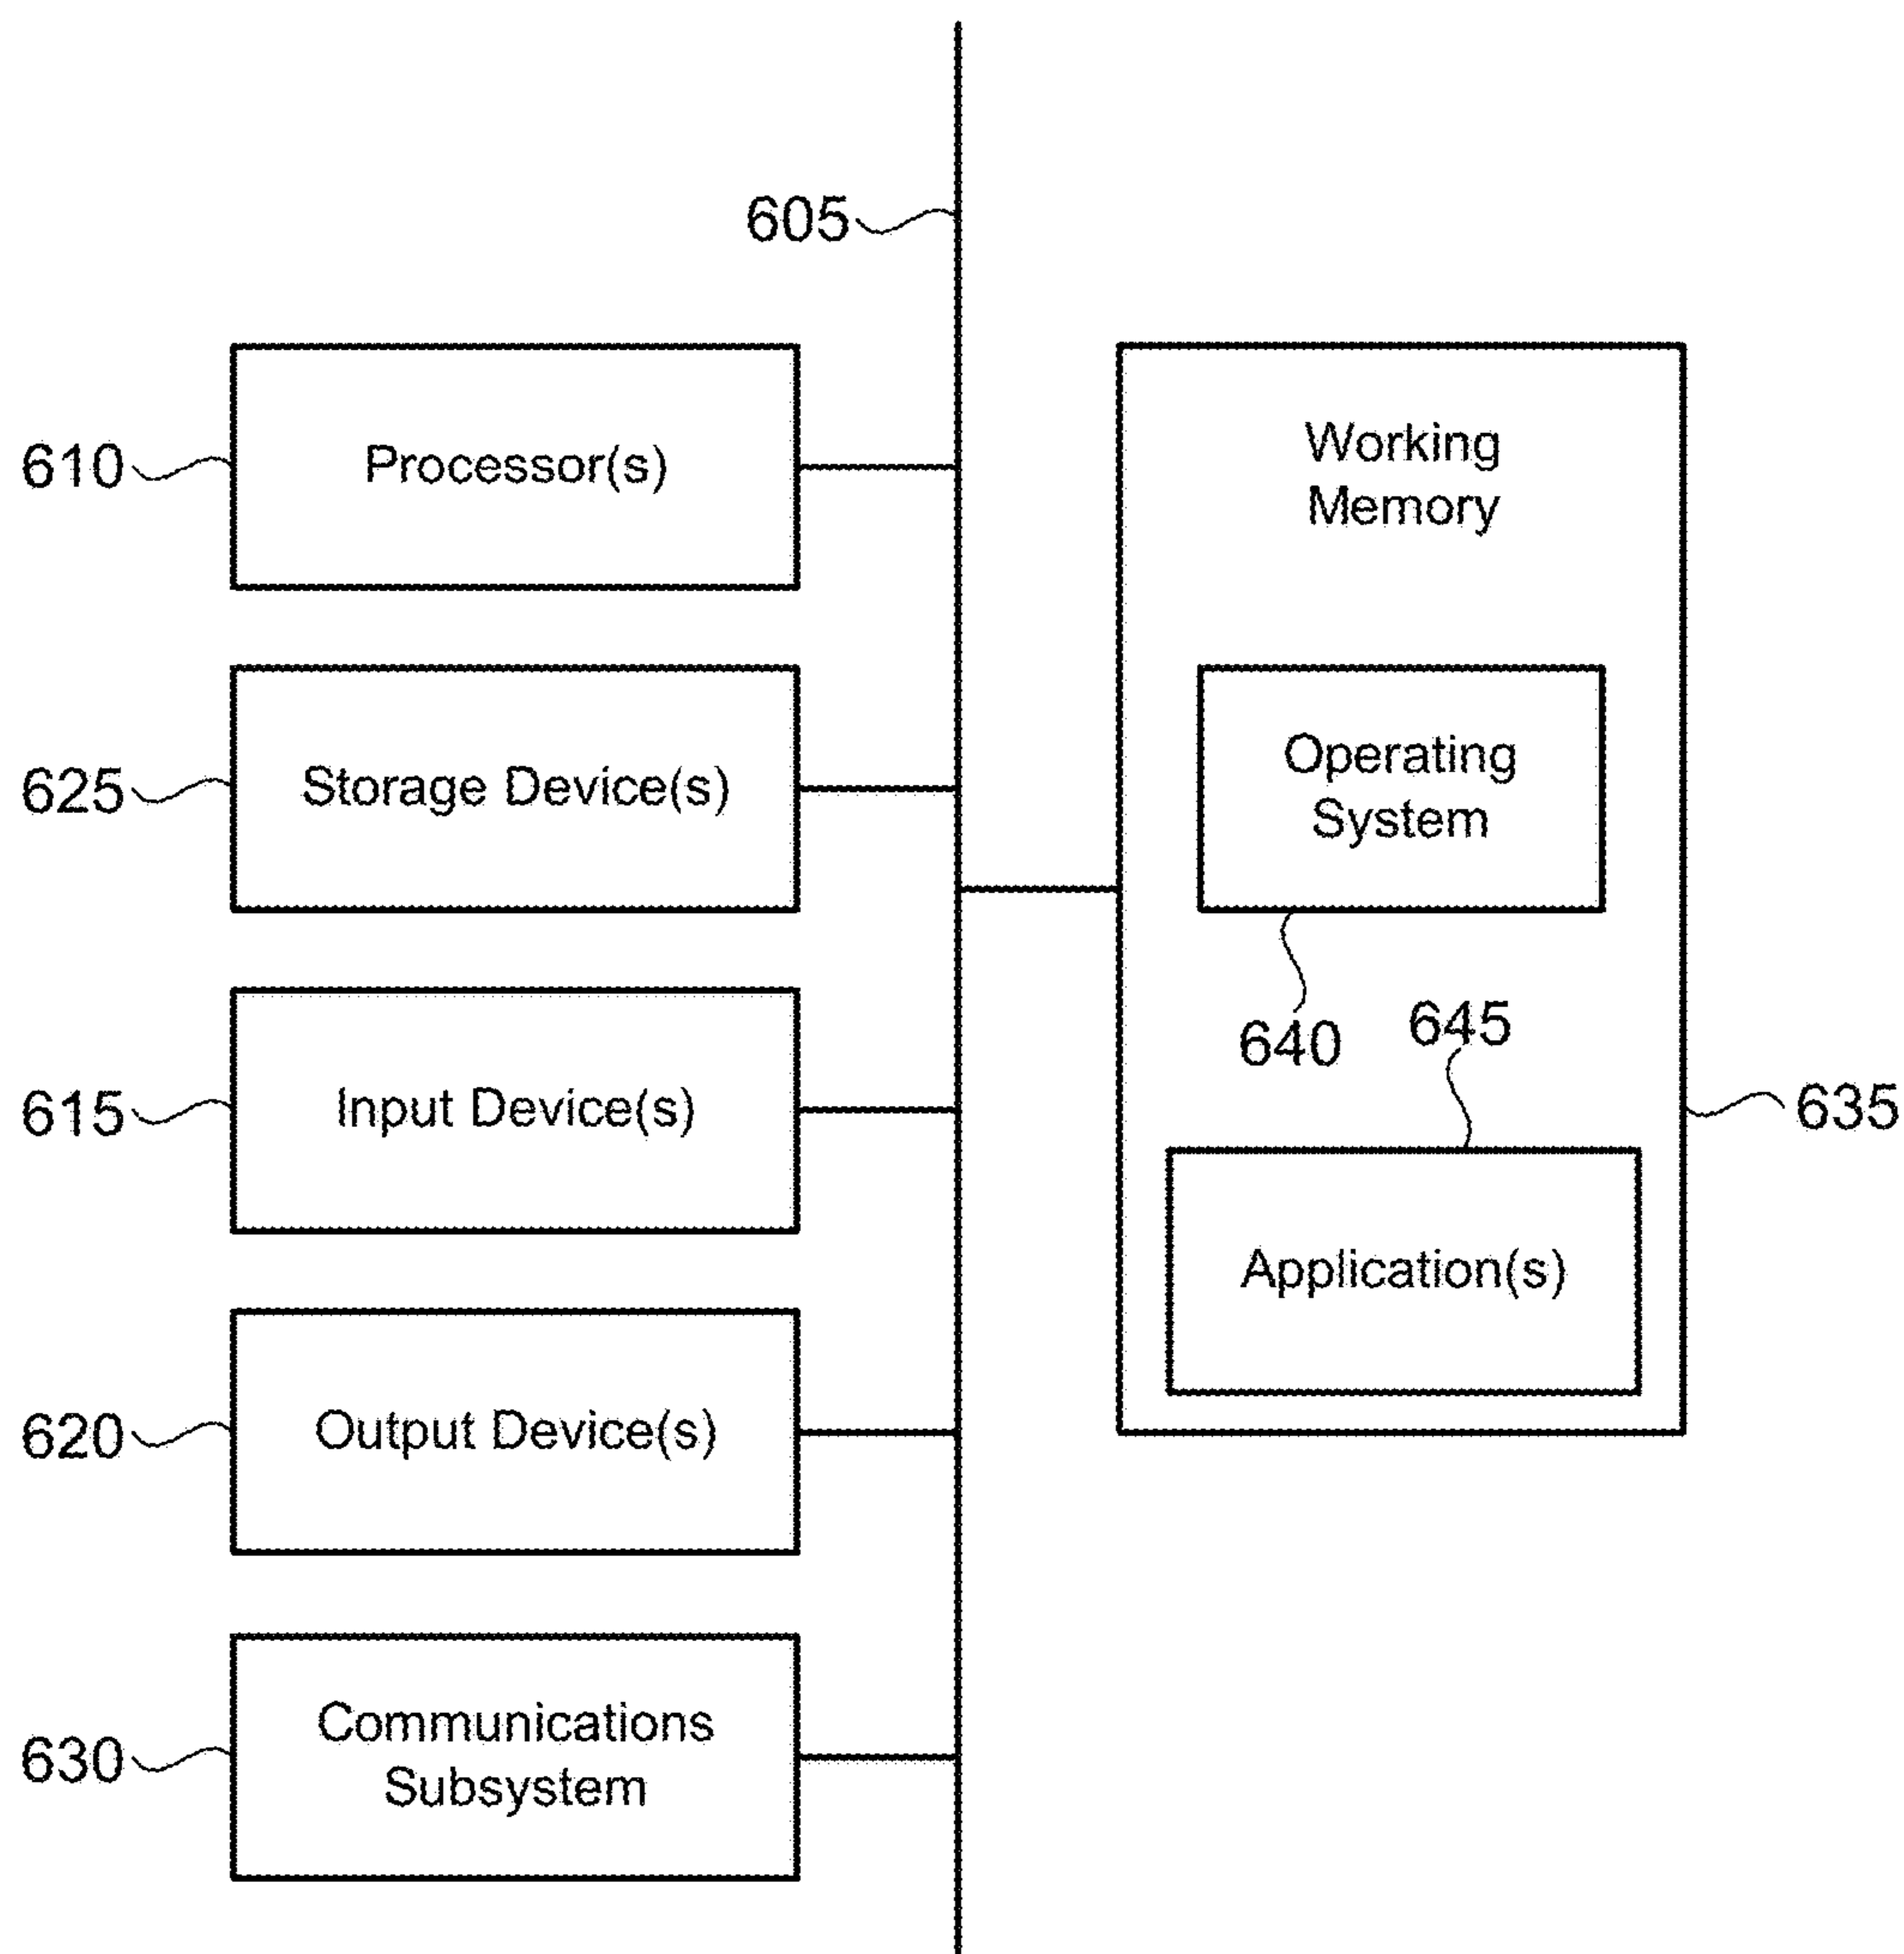 605
610
Processor(s)
Working
Memory
625
Storage Device(s)
Operating
System
640
645
615
Input Device(s)
635
Application(s)
620
Output Device(s)
630
Communications
Subsystem